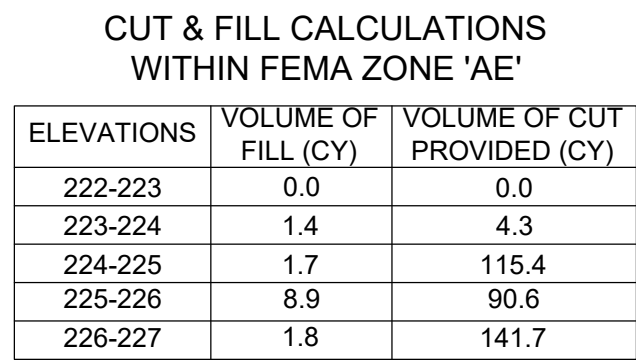 CUT & FILL CALCULATIONS
WITHIN FEMA ZONE 'AE'
ELEVATIONS VOLUME OF FILL (CY) VOLUME OF CUT PROVIDED (CY)
222-223 0.0 0.0
223-224 1.4 4.3
224-225 1.7 115.4
225-226 8.9 90.6
226-227 1.8 141.7